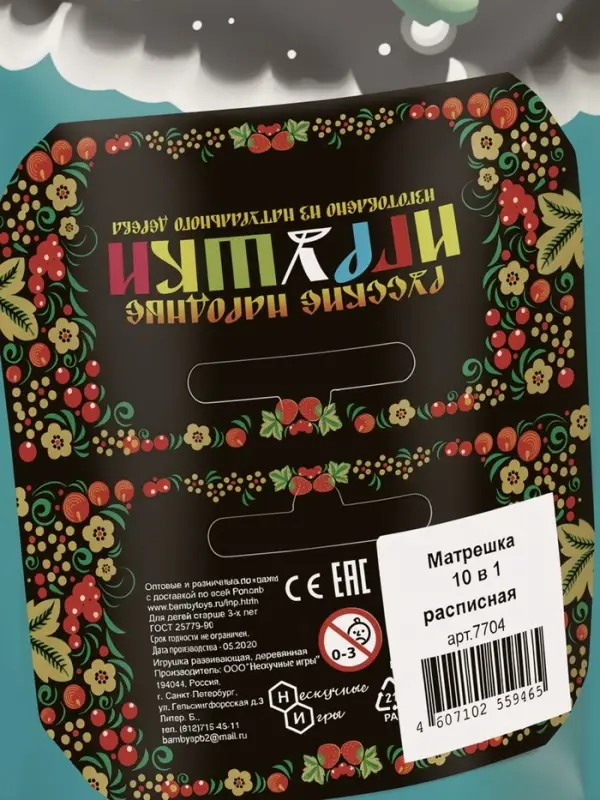 РУССКИЕ НАРОДНЫЕ
ИГРУШКИ
ИЗГОТОВЛЕНО ИЗ НАТУРАЛЬНОГО ДЕРЕВА
Оптовые и розничные
с доставкой по всей
www.bambytoys.ru/inp.htm
Для детей старше 3-х лет
ГОСТ 25779-90
Срок годности не ограничен.
Дата производства - 05.2020
Игрушка развивающая, деревянная
Производитель: ООО"Нескучные игры"
194044, Россия.
г. Санкт Петербург.
ул. Гельсингфорсская д.3
Литер. Б.,
тел. (812)715-45-11
bambyspb2@mail.ru
CE EAC
0-3
Нескучные
Игры
21
PA
Матрешка
10 в 1
расписная
арт.7704
4 607102 559465